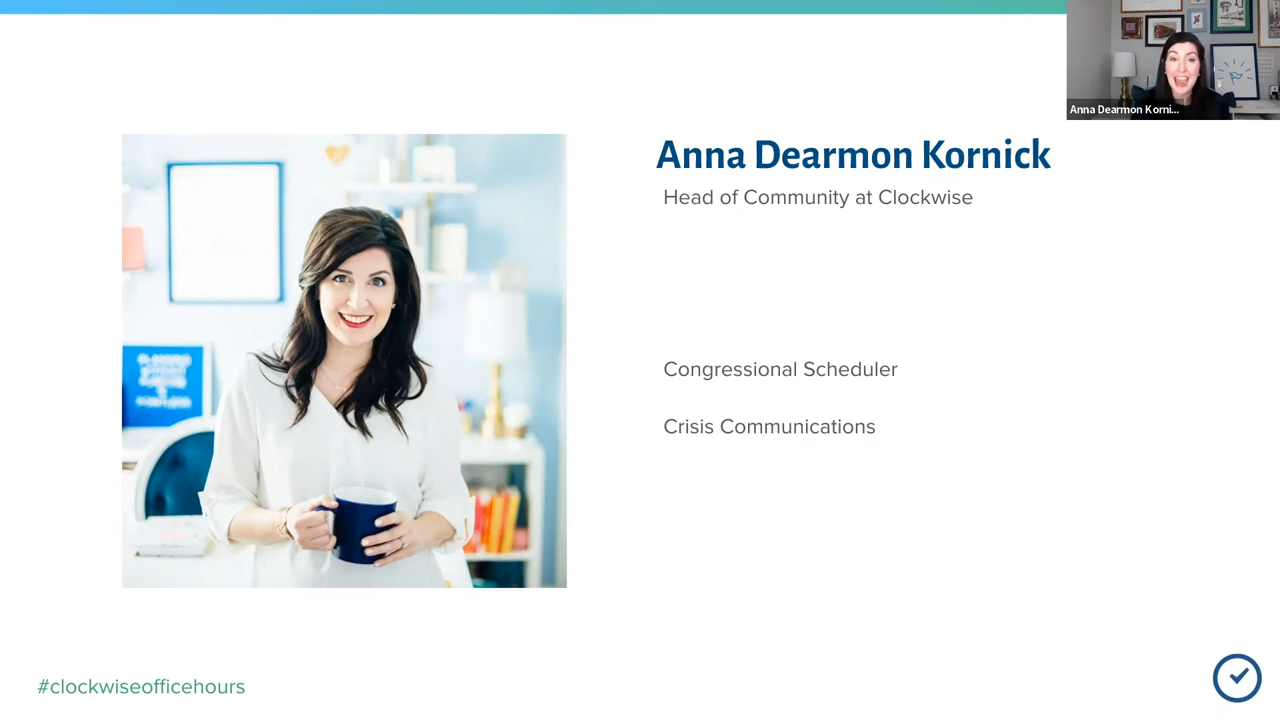 Anna Dearmon Korni...
Anna Dearmon Kornick
Head of Community at Clockwise
Congressional Scheduler
Crisis Communications
#clockwiseofficehours